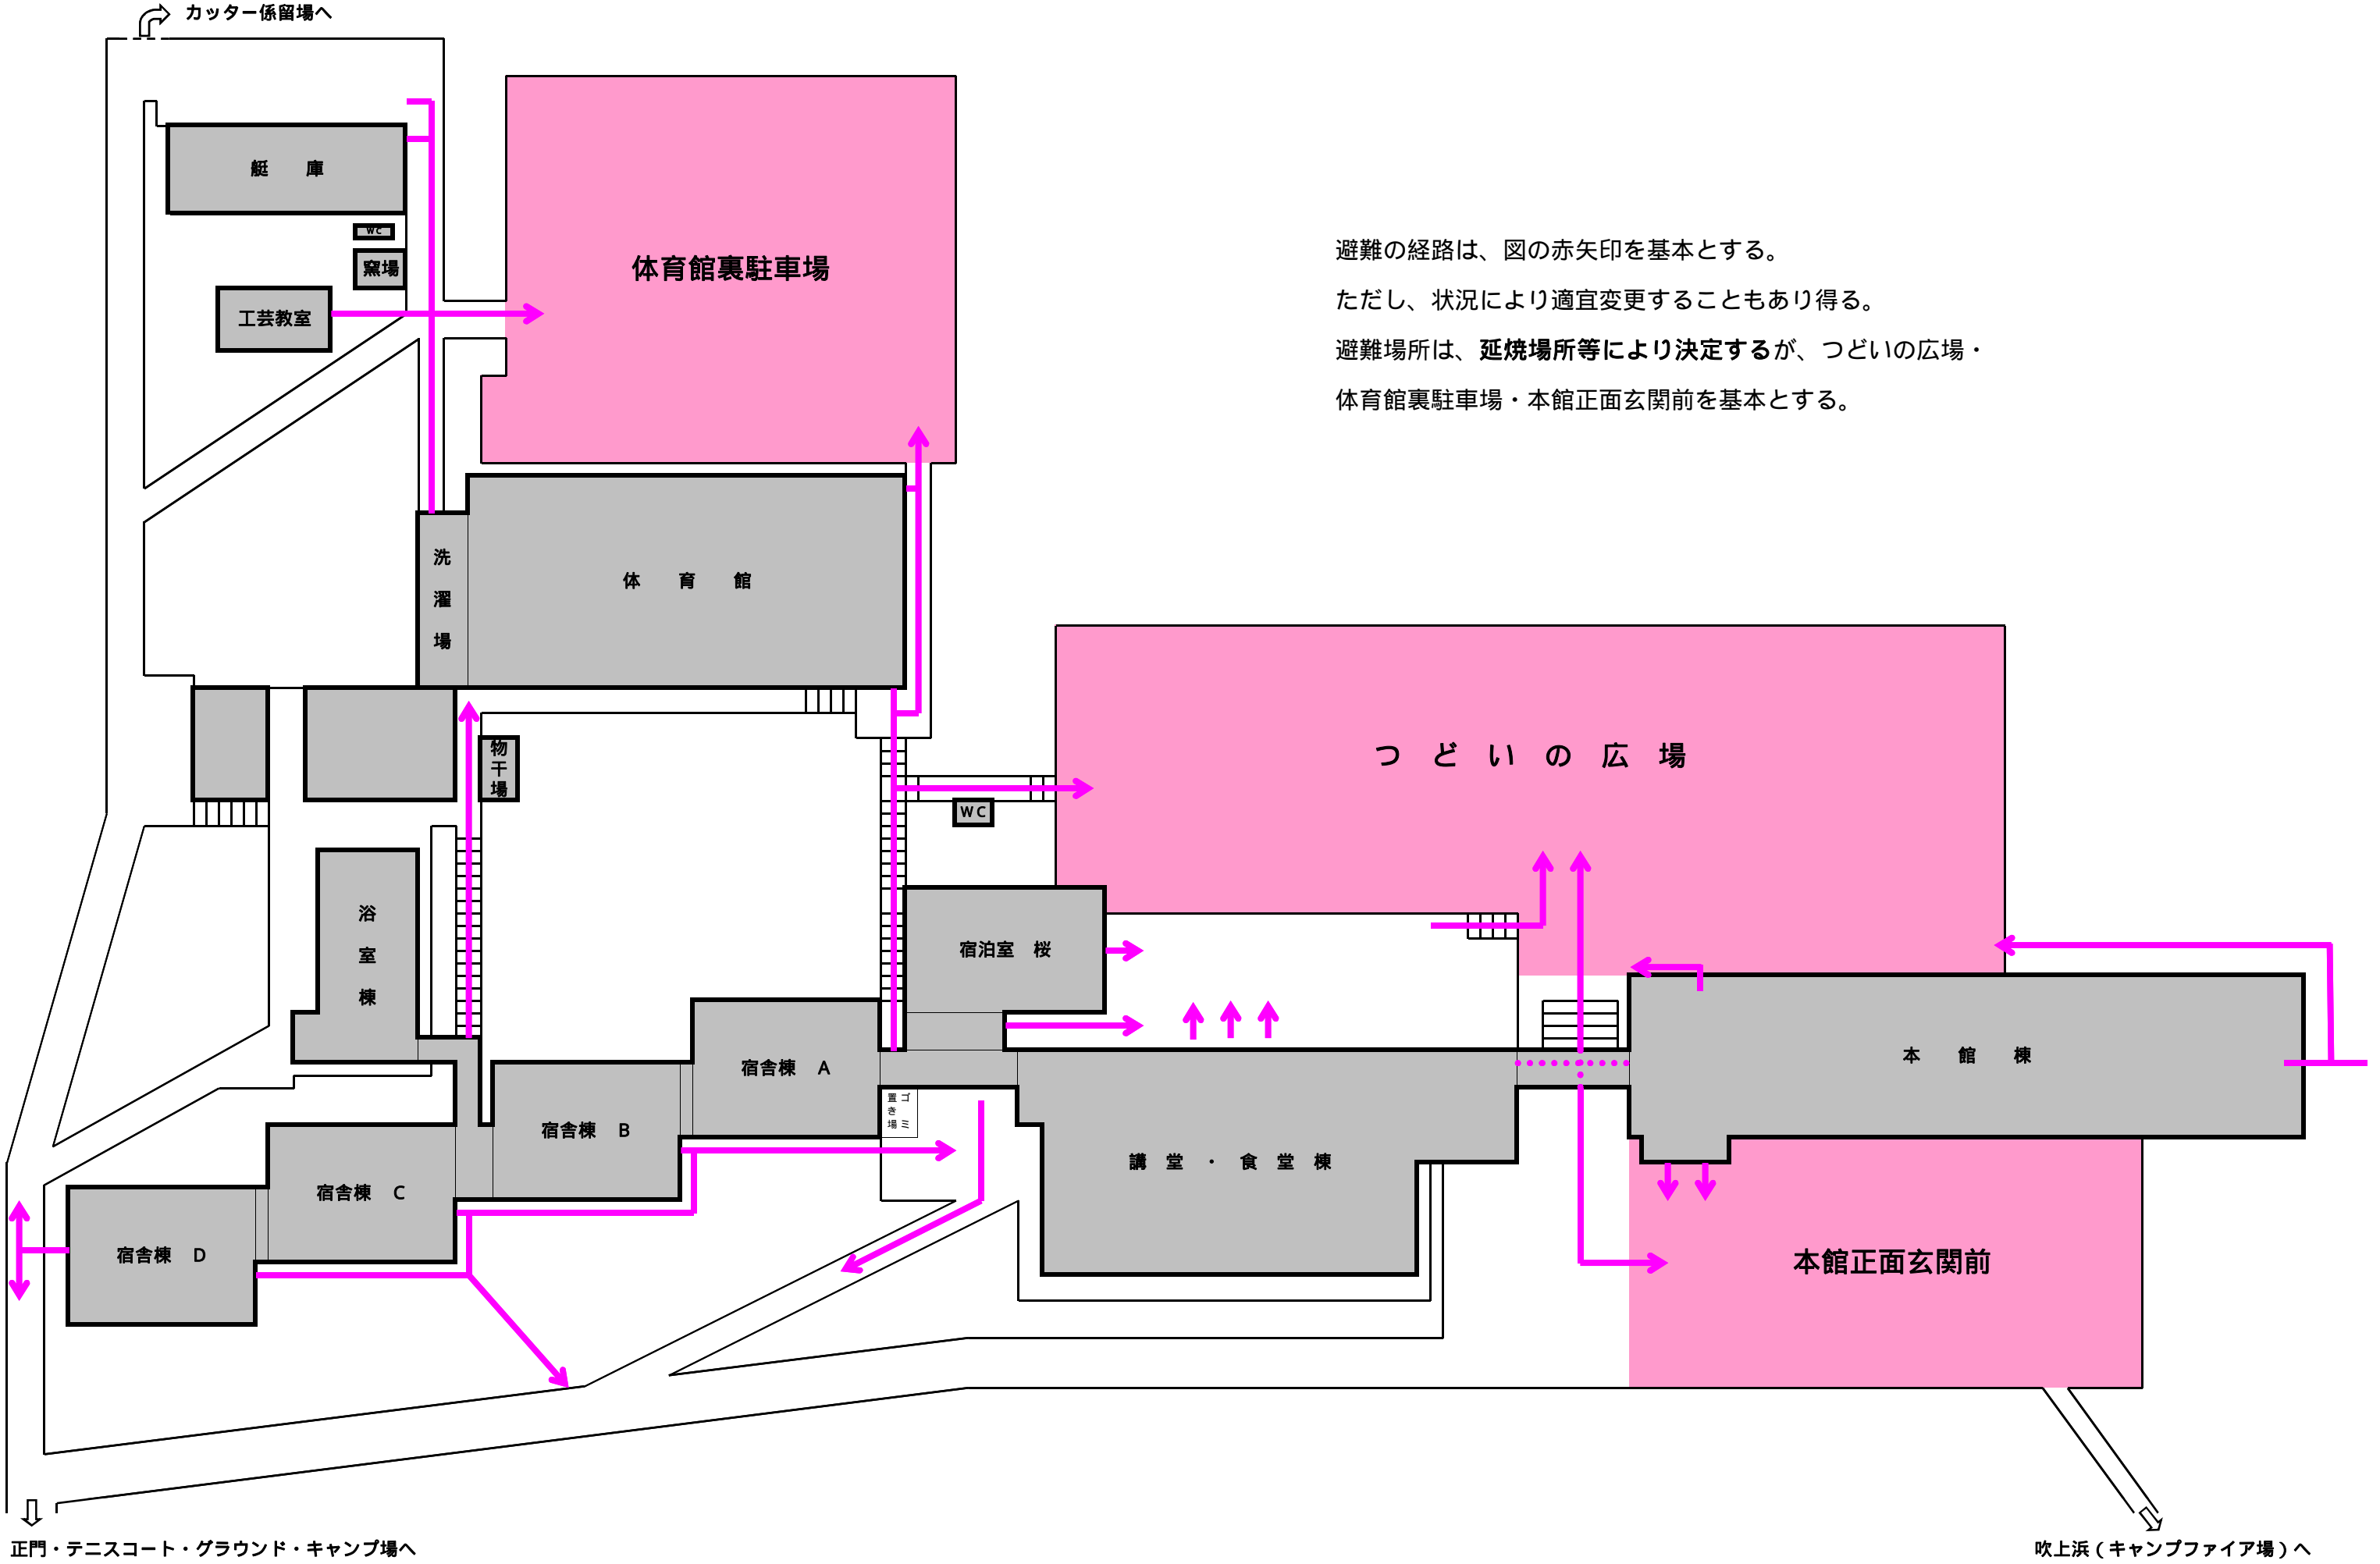 カッター係留場へ
艇　庫
WC
窯場
工芸教室
体育館裏駐車場
避難の経路は、図の赤矢印を基本とする。
ただし、状況により適宜変更することもあり得る。
避難場所は、延焼場所等により決定するが、つどいの広場・
体育館裏駐車場・本館正面玄関前を基本とする。
洗濯場
体　育　館
物干場
つ　ど　い　の　広　場
WC
浴室棟
宿泊室　桜
宿舎棟　A
本　館　棟
ゴミ
置き場
宿舎棟　B
講　堂　・　食　堂　棟
宿舎棟　C
宿舎棟　D
本館正面玄関前
正門・テニスコート・グラウンド・キャンプ場へ
吹上浜（キャンプファイア場）へ